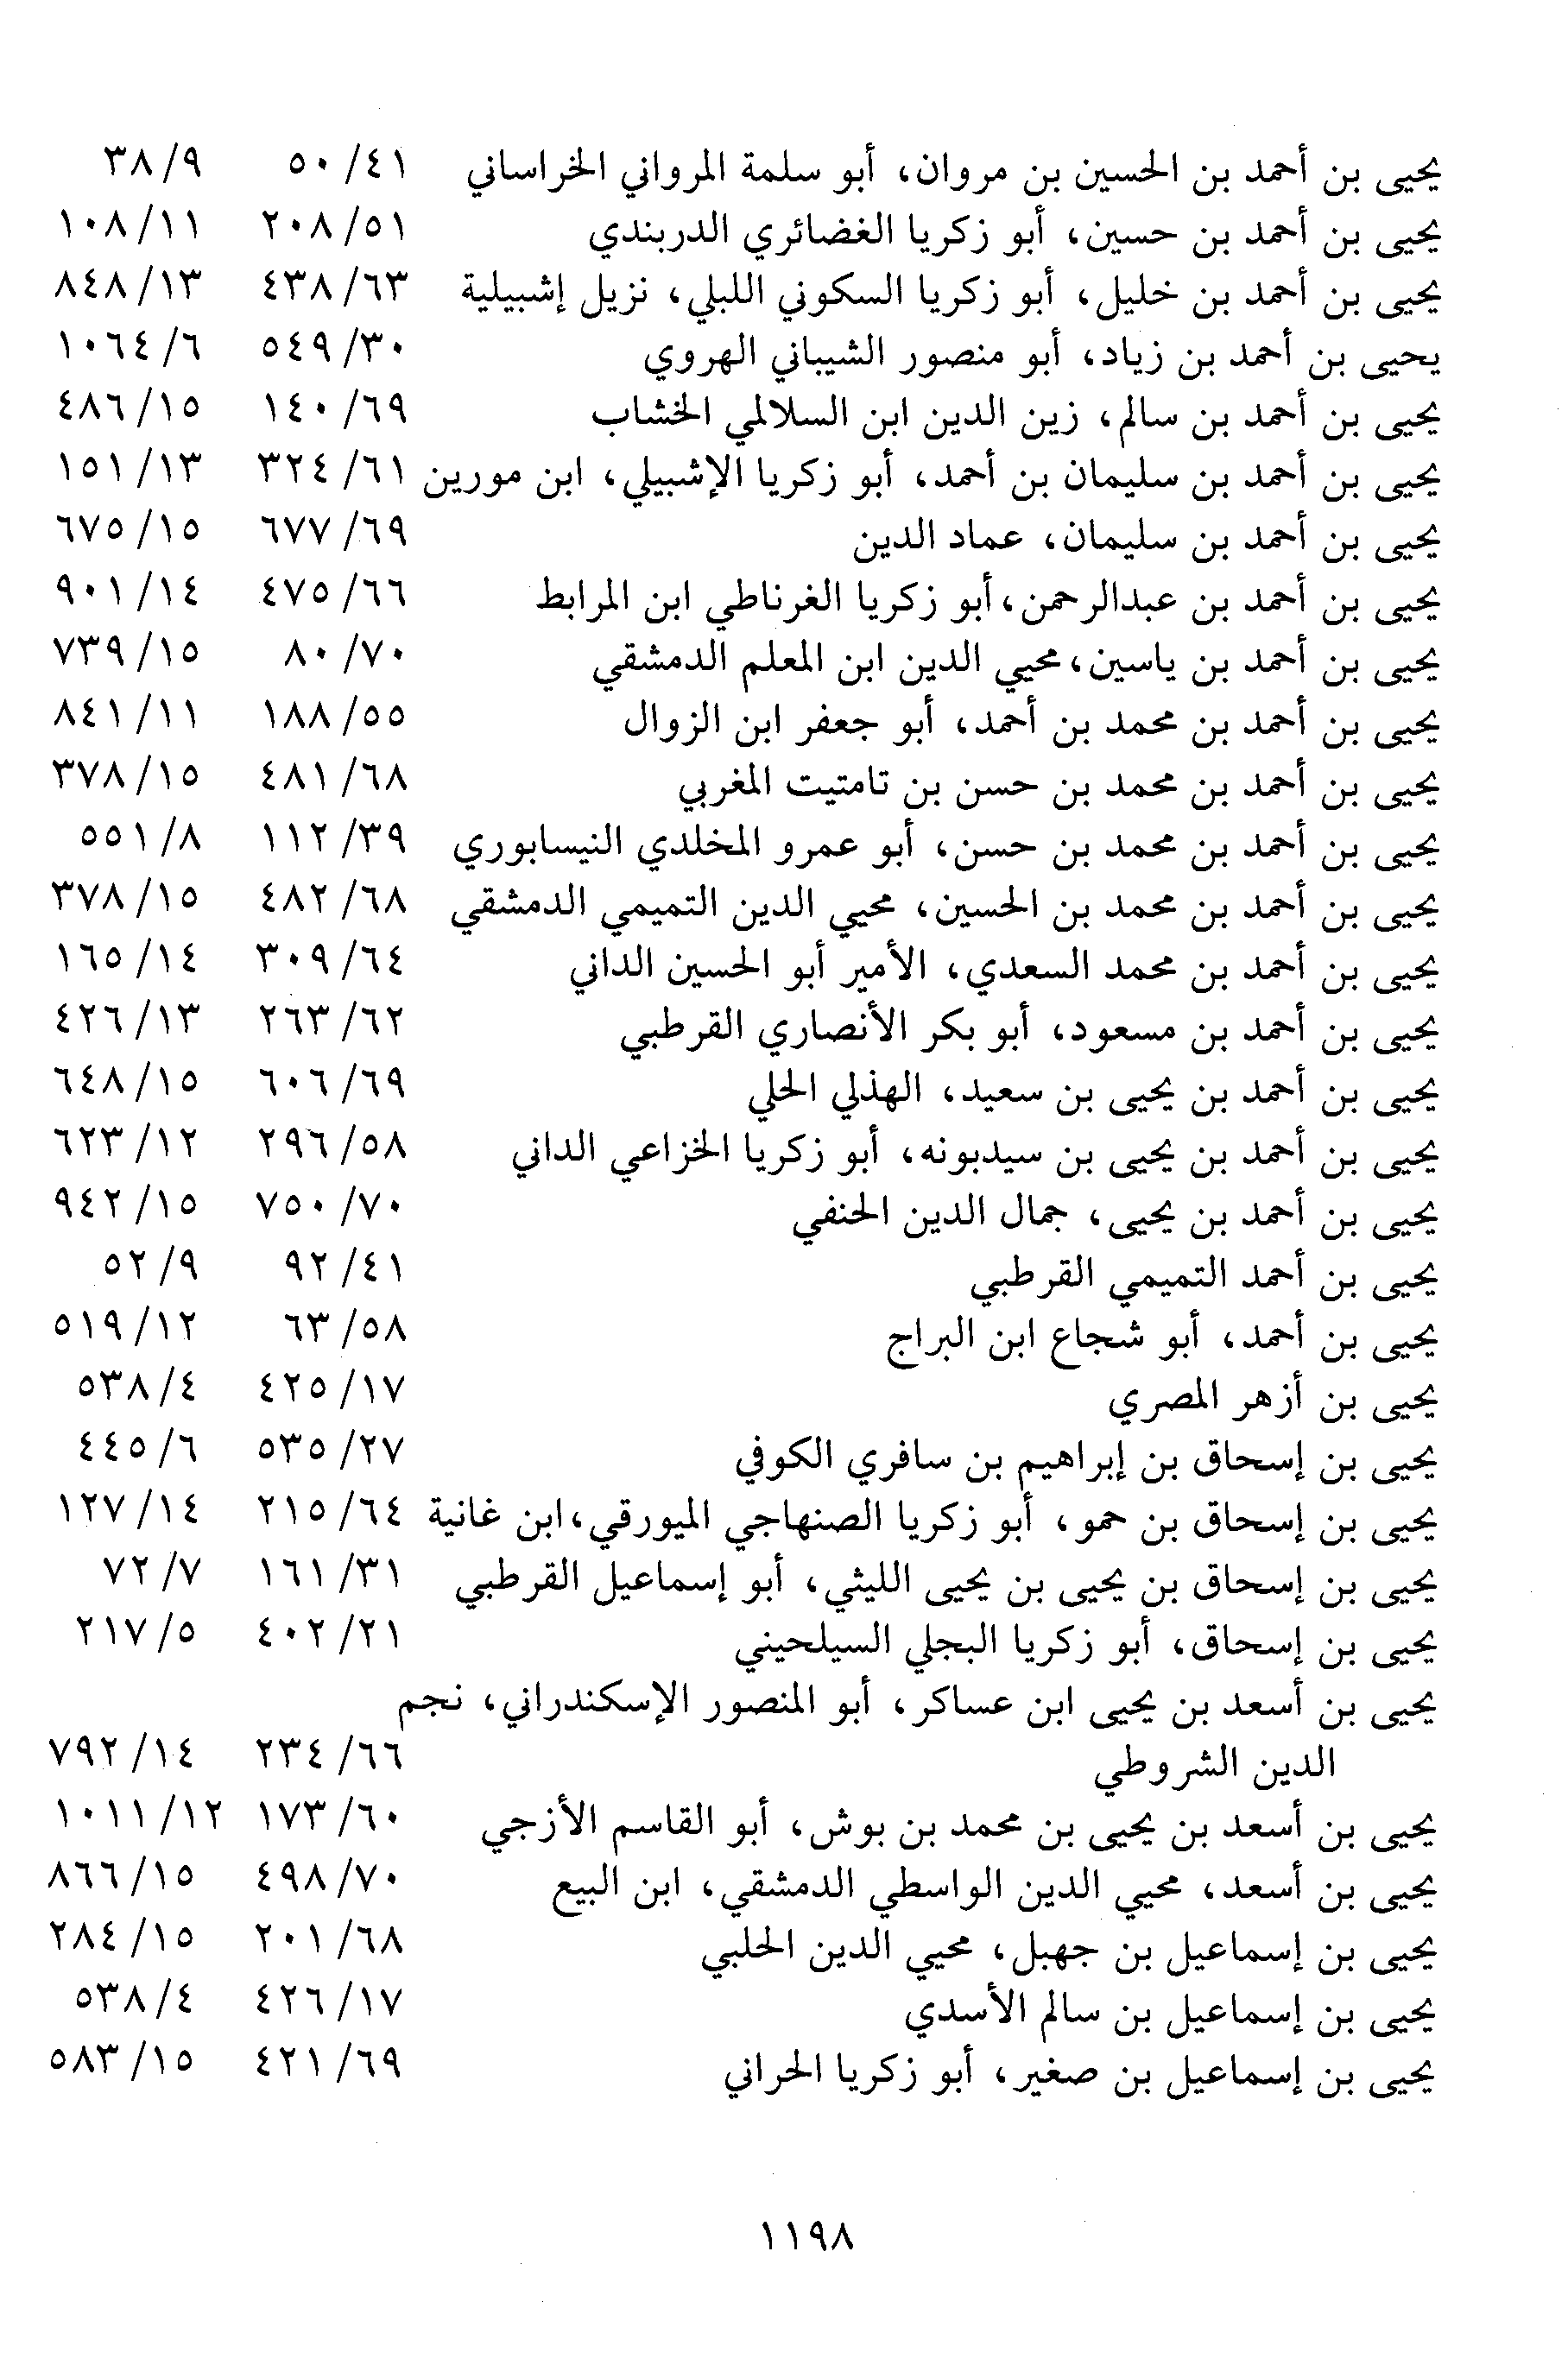 يحيى بن أحمد بن الحسين بن مروان، أبو سلمة المرواني الخراساني ٤١/ ٥٠ ٩/ ٣٨
يحيى بن أحمد بن حسين، أبو زكريا الغضائري الدربندي ٥١/ ٢٠٨ ١١/ ١٠٨
يحيى بن أحمد بن خليل، أبو زكريا السكوني اللبلي، نزيل إشبيلية ٦٣/ ٤٣٨ ١٣/ ٨٤٨
يحيى بن أحمد بن زياد، أبو منصور الشيباني الهروي ٣٠/ ٥٤٩ ٦/ ١٠٦٤
يحيى بن أحمد بن سالم، زين الدين ابن السلالمي الخشاب ٦٩/ ١٤٠ ١٥/ ٤٨٦
يحيى بن أحمد بن سليمان بن أحمد، أبو زكريا الإشبيلي، ابن مورين ٦١/ ٣٢٤ ١٣/ ١٥١
يحيى بن أحمد بن سليمان، عماد الدين ٦٩/ ٦٧٧ ١٥/ ٦٧٥
يحيى بن أحمد بن عبدالرحمن، أبو زكريا الغرناطي ابن المرابط ٦٦/ ٤٧٥ ١٤/ ٩٠١
يحيى بن أحمد بن ياسين، محيي الدين ابن المعلم الدمشقي ٧٠/ ٨٠ ١٥/ ٧٣٩
يحيى بن أحمد بن محمد بن أحمد، أبو جعفر ابن الزوال ٥٥/ ١٨٨ ١١/ ٨٤١
يحيى بن أحمد بن محمد بن حسن بن تامتيت المغربي ٦٨/ ٤٨١ ١٥/ ٣٧٨
يحيى بن أحمد بن محمد بن حسن، أبو عمرو المخلدي النيسابوري ٣٩/ ١١٢ ٨/ ٥٥١
يحيى بن أحمد بن محمد بن الحسين، محيي الدين التميمي الدمشقي ٦٨/ ٤٨٢ ١٥/ ٣٧٨
يحيى بن أحمد بن محمد السعدي، الأمير أبو الحسين الداني ٦٤/ ٣٠٩ ١٤/ ١٦٥
يحيى بن أحمد بن مسعود، أبو بكر الأنصاري القرطبي ٦٢/ ٢٦٣ ١٣/ ٤٢٦
يحيى بن أحمد بن يحيى بن سعيد، الهذلي الحلي ٦٩/ ٦٠٦ ١٥/ ٦٤٨
يحيى بن أحمد بن يحيى بن سيدبونه، أبو زكريا الخزاعي الداني ٥٨/ ٢٩٦ ١٢/ ٦٢٣
يحيى بن أحمد بن يحيى، جمال الدين الحنفي ٧٠/ ٧٥٠ ١٥/ ٩٤٢
يحيى بن أحمد التميمي القرطبي ٤١/ ٩٢ ٩/ ٥٢
يحيى بن أحمد، أبو شجاع ابن البراج ٥٨/ ٦٣ ١٢/ ٥١٩
يحيى بن أزهر المصري ١٧/ ٤٢٥ ٤/ ٥٣٨
يحيى بن إسحاق بن إبراهيم بن سافري الكوفي ٢٧/ ٥٣٥ ٦/ ٤٤٥
يحيى بن إسحاق بن حمو، أبو زكريا الصنهاجي الميورقي، ابن غانية ٦٤/ ٢١٥ ١٤/ ١٢٧
يحيى بن إسحاق بن يحيى بن يحيى الليثي، أبو إسماعيل القرطبي ٣١/ ١٦١ ٧/ ٧٢
يحيى بن إسحاق، أبو زكريا البجلي السيلحيني ٢١/ ٤٠٢ ٥/ ٢١٧
يحيى بن أسعد بن يحيى ابن عساكر، أبو المنصور الإسكندراني، نجم
الدين الشروطي ٦٦/ ٢٣٤ ١٤/ ٧٩٢
يحيى بن أسعد بن يحيى بن محمد بن بوش، أبو القاسم الأزجي ٦٠/ ١٧٣ ١٢/ ١٠١١
يحيى بن أسعد، محيي الدين الواسطي الدمشقي، ابن البيع ٧٠/ ٤٩٨ ١٥/ ٨٦٦
يحيى بن إسماعيل بن جهبل، محيي الدين الحلبي ٦٨/ ٢٠١ ١٥/ ٢٨٤
يحيى بن إسماعيل بن سالم الأسدي ١٧/ ٤٢٦ ٤/ ٥٣٨
يحيى بن إسماعيل بن صغير، أبو زكريا الحراني ٦٩/ ٤٢١ ١٥/ ٥٨٣
١١٩٨